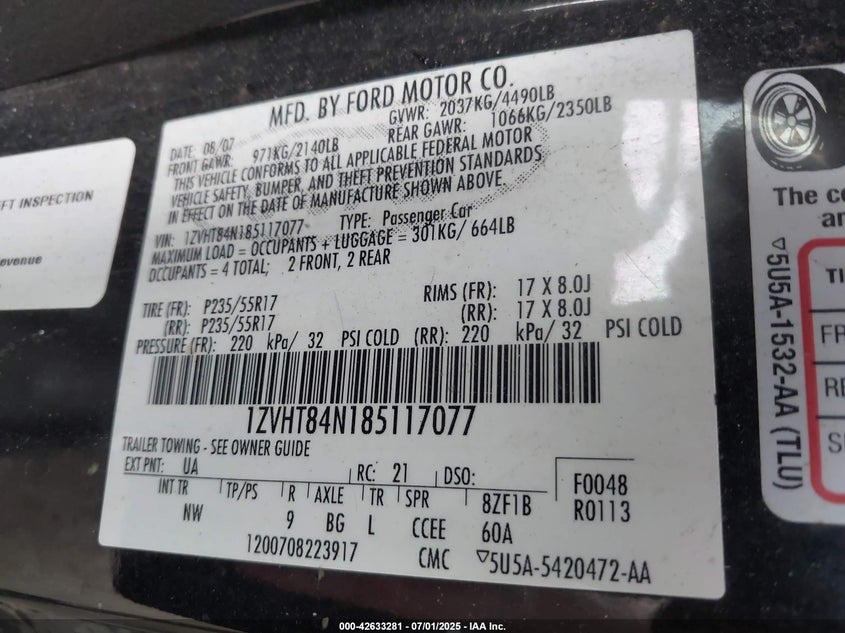 MFD. BY FORD MOTOR CO.
DATE: 08/07 GVWR: 2037KG/4490LB
FRONT GAWR: 971KG/2140LB REAR GAWR: 1066KG/2350LB
THIS VEHICLE CONFORMS TO ALL APPLICABLE FEDERAL MOTOR
VEHICLE SAFETY, BUMPER, AND THEFT PREVENTION STANDARDS
IN EFFECT ON THE DATE OF MANUFACTURE SHOWN ABOVE.
VIN: 1ZVHT84N185117077 TYPE: Passenger Car
MAXIMUM LOAD = OCCUPANTS + LUGGAGE = 301KG/ 664LB
OCCUPANTS = 4 TOTAL; 2 FRONT, 2 REAR
TIRE (FR): P235/55R17 RIMS (FR): 17 X 8.0J
(RR): P235/55R17 (RR): 17 X 8.0J
PRESSURE (FR): 220 kPa/ 32 PSI COLD (RR): 220 kPa/ 32 PSI COLD
1ZVHT84N185117077
TRAILER TOWING - SEE OWNER GUIDE
EXT PNT: UA RC: 21 DSO:
INT TR TP/PS R AXLE TR SPR 8ZF1B F0048
NW 9 BG L CCEE 60A R0113
1200708223917 CMC ▽5U5A-5420472-AA
FT INSPECTION
evenue
The co
an
▽5U5A-1532-AA (TLU)
TI
FR
RE
S
000-42633281 - 07/01/2025 - IAA Inc.